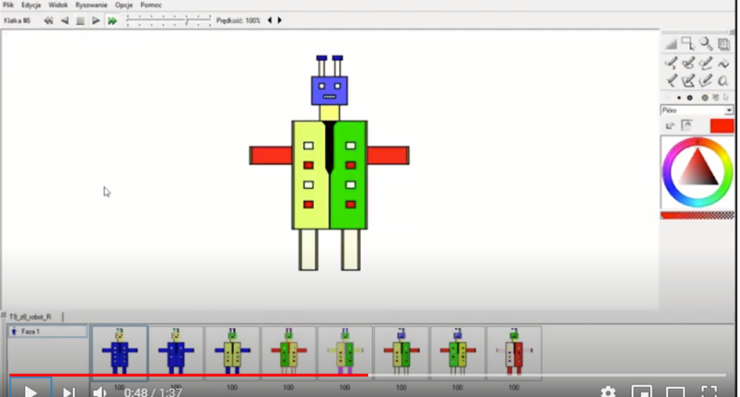 Plik Edycja Widok Rysowanie Opcje Pomoc
Klatka #6 Prędkość: 100%
Pióro
T9_z8_robot_R
Faza 1
100 100 100 100 100 100 100 100
0:48 / 1:37